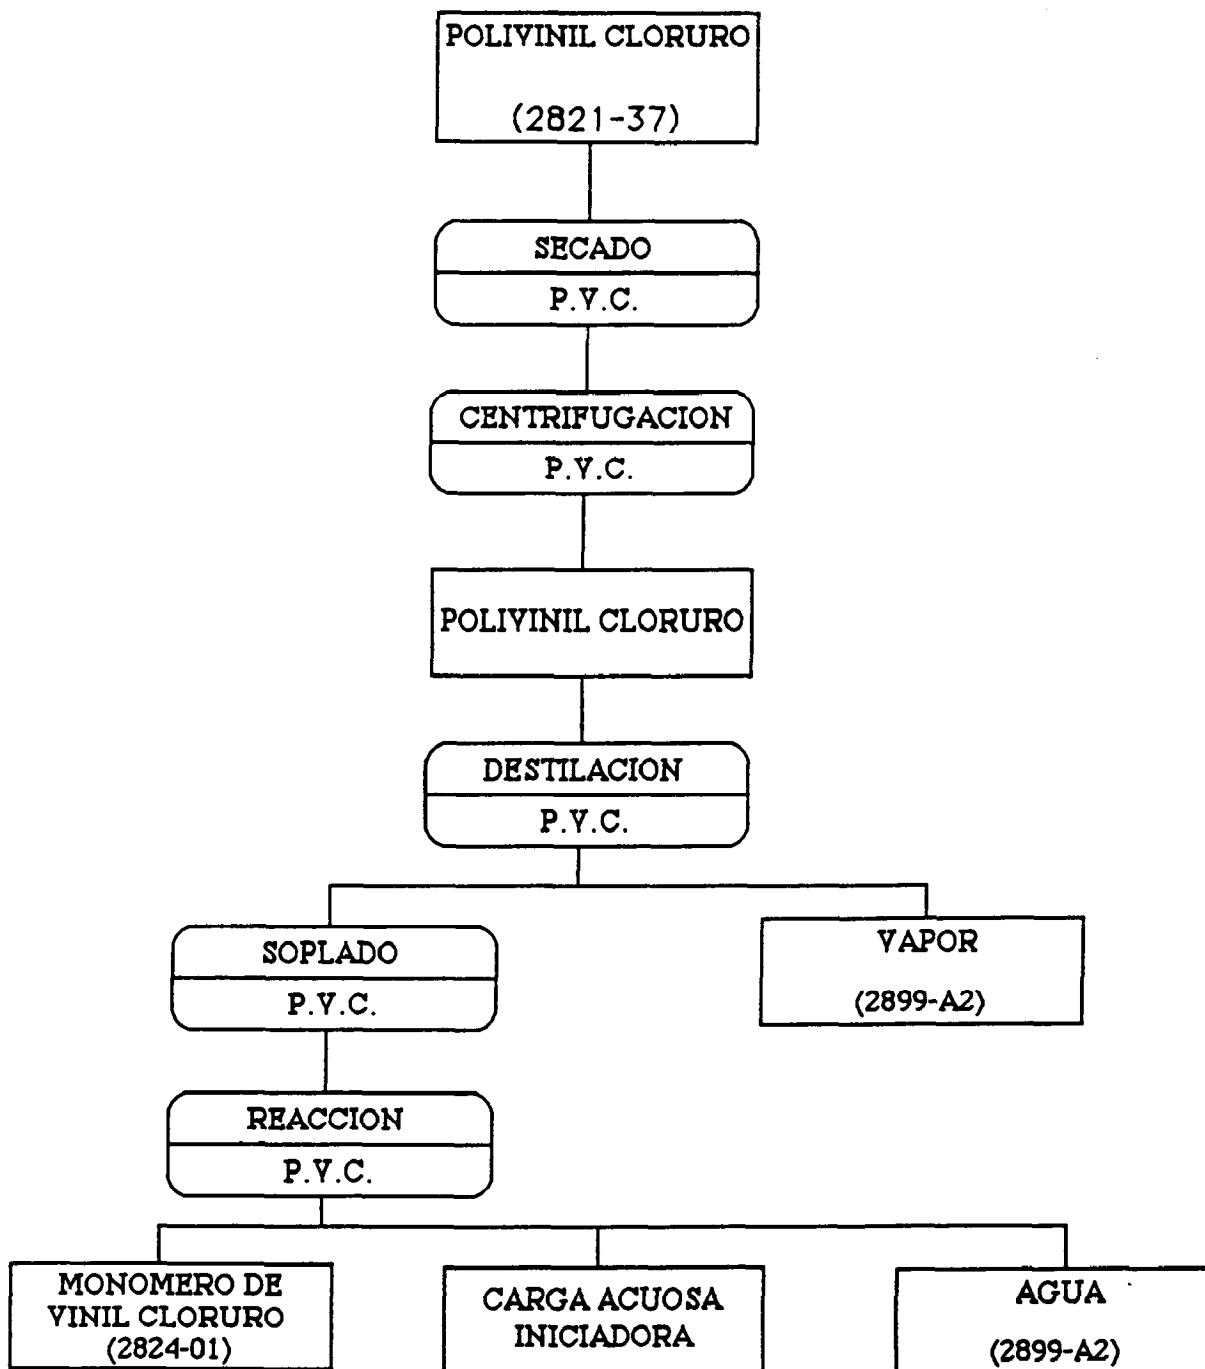 POLIVINIL CLORURO
(2821-37)
SECADO
P.V.C.
CENTRIFUGACION
P.V.C.
POLIVINIL CLORURO
DESTILACION
P.V.C.
SOPLADO
P.V.C.
VAPOR
(2899-A2)
REACCION
P.V.C.
MONOMERO DE
VINIL CLORURO
(2824-01)
CARGA ACUOSA
INICIADORA
AGUA
(2899-A2)